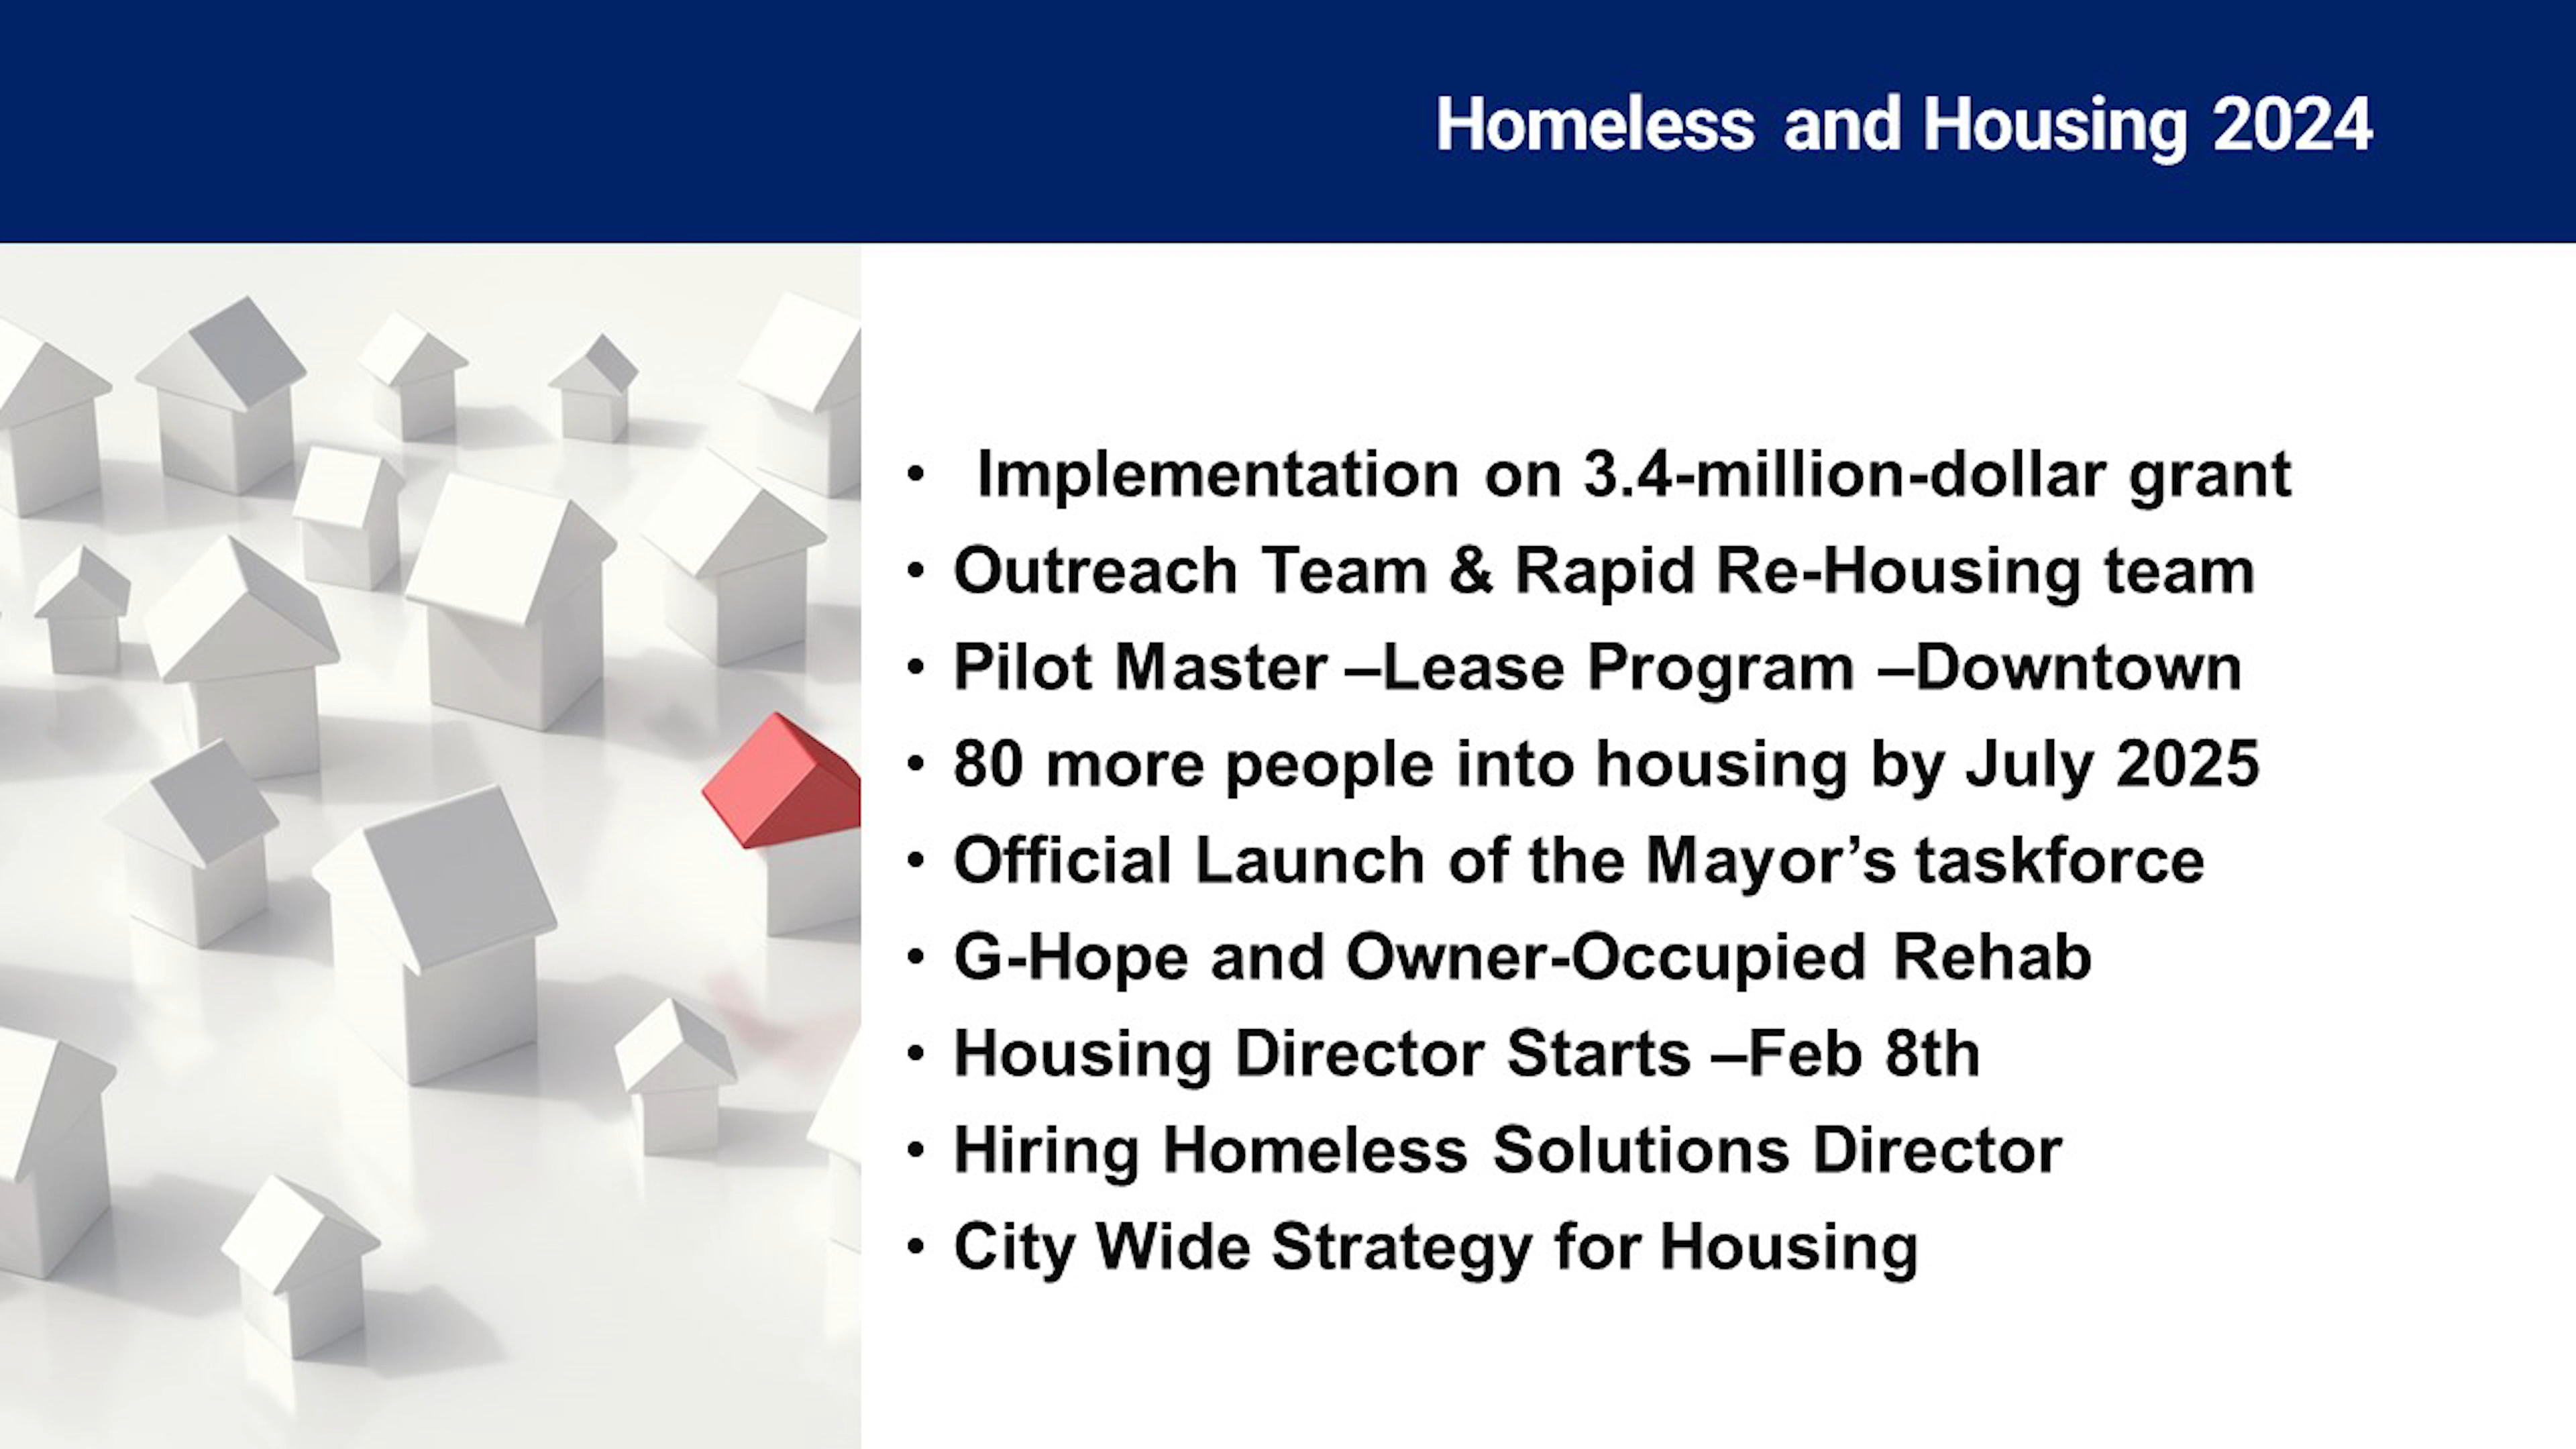 Homeless and Housing 2024
• Implementation on 3.4-million-dollar grant
• Outreach Team & Rapid Re-Housing team
• Pilot Master –Lease Program –Downtown
• 80 more people into housing by July 2025
• Official Launch of the Mayor’s taskforce
• G-Hope and Owner-Occupied Rehab
• Housing Director Starts –Feb 8th
• Hiring Homeless Solutions Director
• City Wide Strategy for Housing